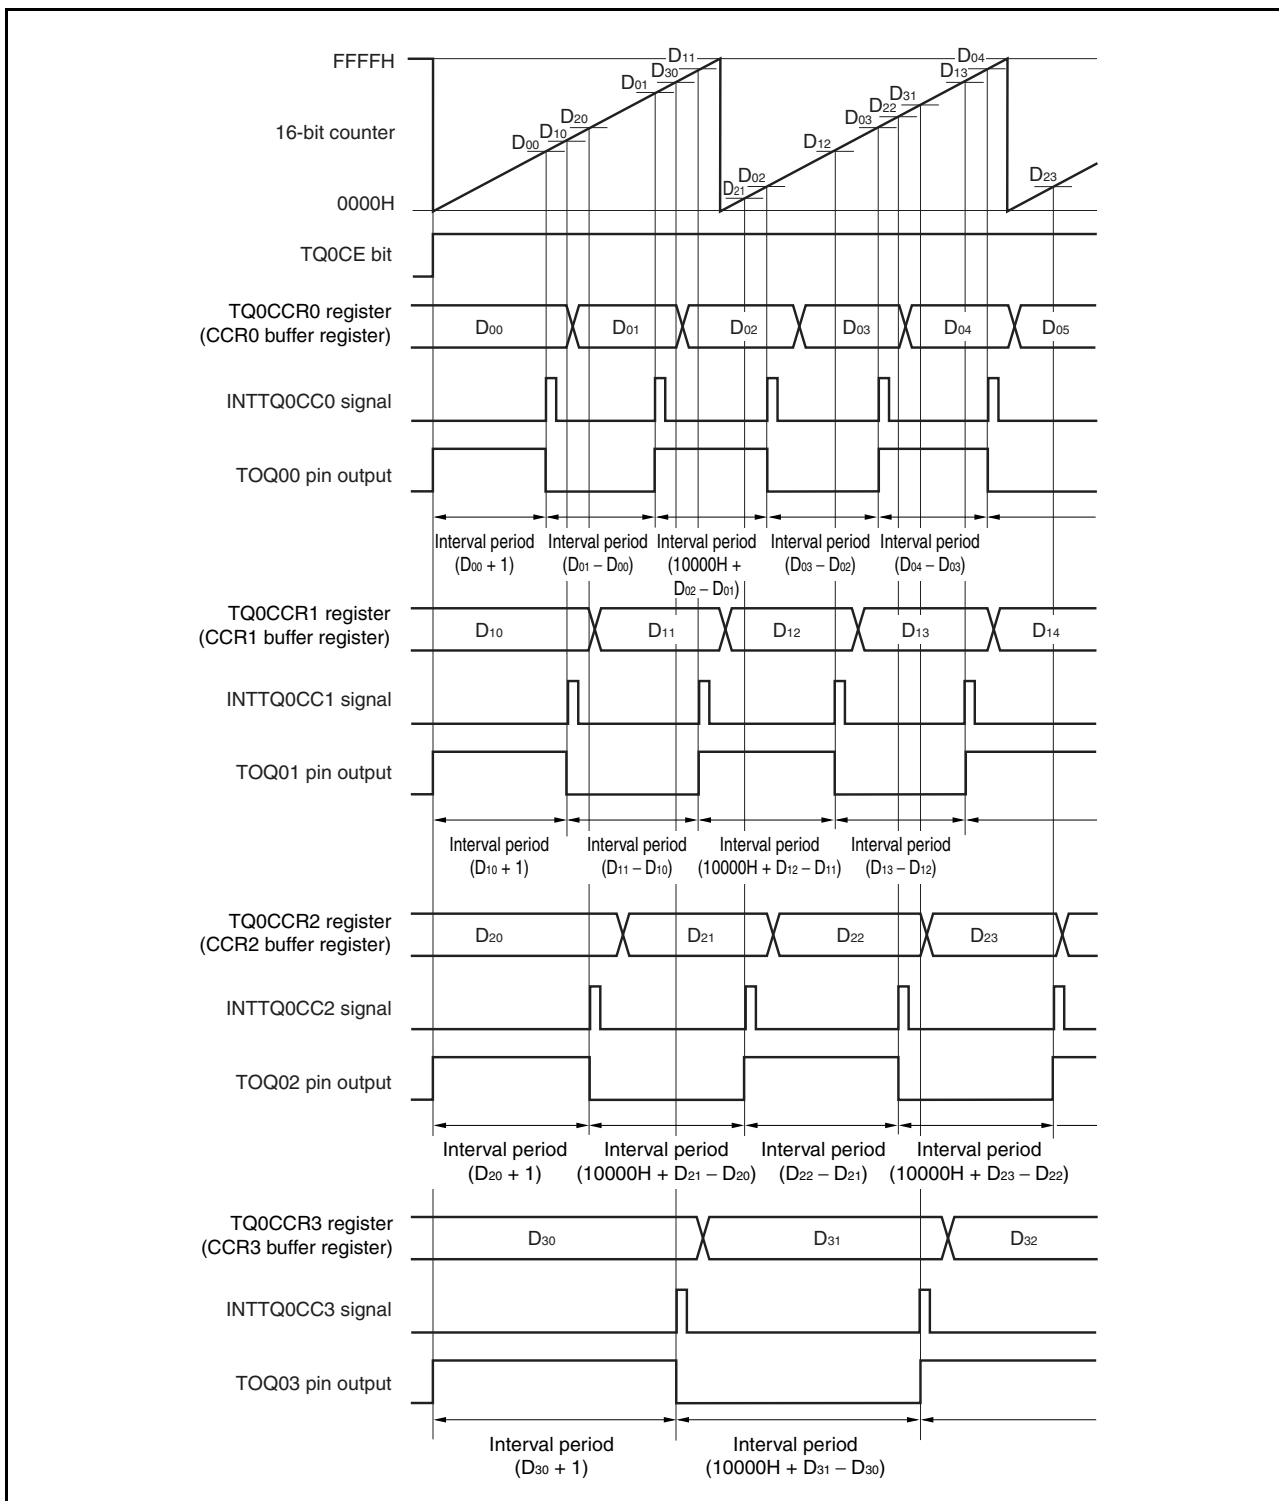 FFFFH
16-bit counter
0000H
D00
D10
D20
D01
D30
D11
D21
D02
D12
D03
D22
D31
D13
D04
D23
TQ0CE bit
TQ0CCR0 register
(CCR0 buffer register)
D00
D01
D02
D03
D04
D05
INTTQ0CC0 signal
TOQ00 pin output
Interval period
(D00 + 1)
Interval period
(D01 – D00)
Interval period
(10000H +
D02 – D01)
Interval period
(D03 – D02)
Interval period
(D04 – D03)
TQ0CCR1 register
(CCR1 buffer register)
D10
D11
D12
D13
D14
INTTQ0CC1 signal
TOQ01 pin output
Interval period
(D10 + 1)
Interval period
(D11 – D10)
Interval period
(10000H + D12 – D11)
Interval period
(D13 – D12)
TQ0CCR2 register
(CCR2 buffer register)
D20
D21
D22
D23
INTTQ0CC2 signal
TOQ02 pin output
Interval period
(D20 + 1)
Interval period
(10000H + D21 – D20)
Interval period
(D22 – D21)
Interval period
(10000H + D23 – D22)
TQ0CCR3 register
(CCR3 buffer register)
D30
D31
D32
INTTQ0CC3 signal
TOQ03 pin output
Interval period
(D30 + 1)
Interval period
(10000H + D31 – D30)